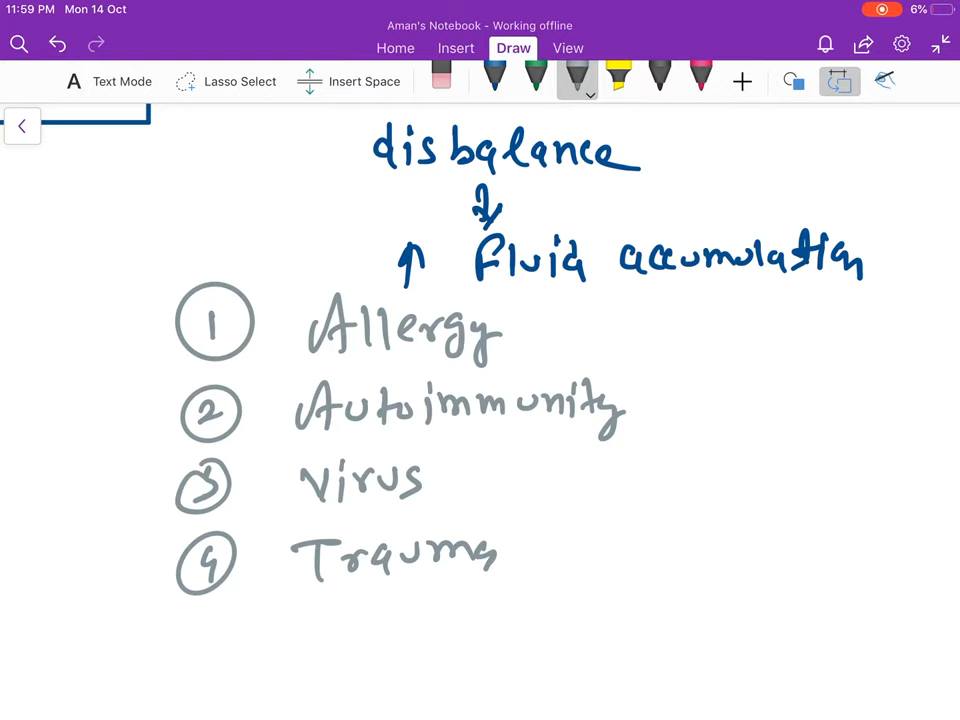 11:59 PM Mon 14 Oct 6%
Aman's Notebook - Working offline
Home Insert Draw View
A Text Mode Lasso Select Insert Space
disbalance
↓
↑ Fluid accumulation
1 Allergy
2 Autoimmunity
3 Virus
4 Trauma